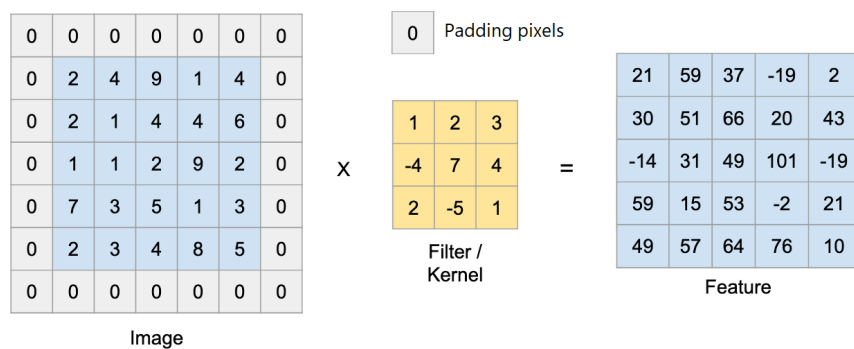 0 0 0 0 0 0 0
0 2 4 9 1 4 0
0 2 1 4 4 6 0
0 1 1 2 9 2 0
0 7 3 5 1 3 0
0 2 3 4 8 5 0
0 0 0 0 0 0 0
Image
0 Padding pixels
x
1 2 3
-4 7 4
2 -5 1
Filter /
Kernel
=
21 59 37 -19 2
30 51 66 20 43
-14 31 49 101 -19
59 15 53 -2 21
49 57 64 76 10
Feature